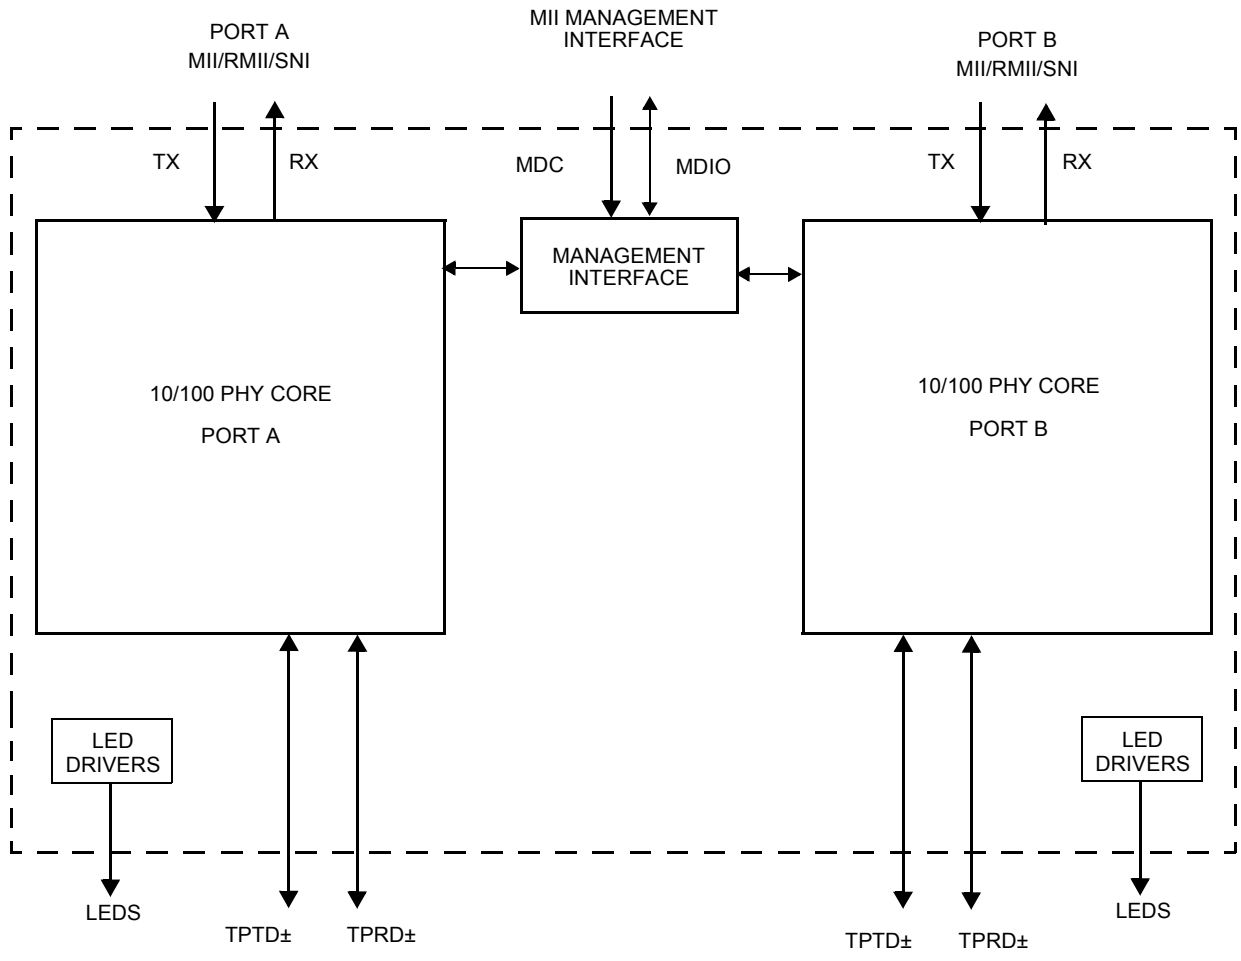 PORT A
MII/RMII/SNI
MII MANAGEMENT
INTERFACE
PORT B
MII/RMII/SNI
TX
RX
MDC
MDIO
TX
RX
MANAGEMENT
INTERFACE
10/100 PHY CORE
PORT A
10/100 PHY CORE
PORT B
LED
DRIVERS
LED
DRIVERS
LEDS
TPTD±
TPRD±
TPTD±
TPRD±
LEDS